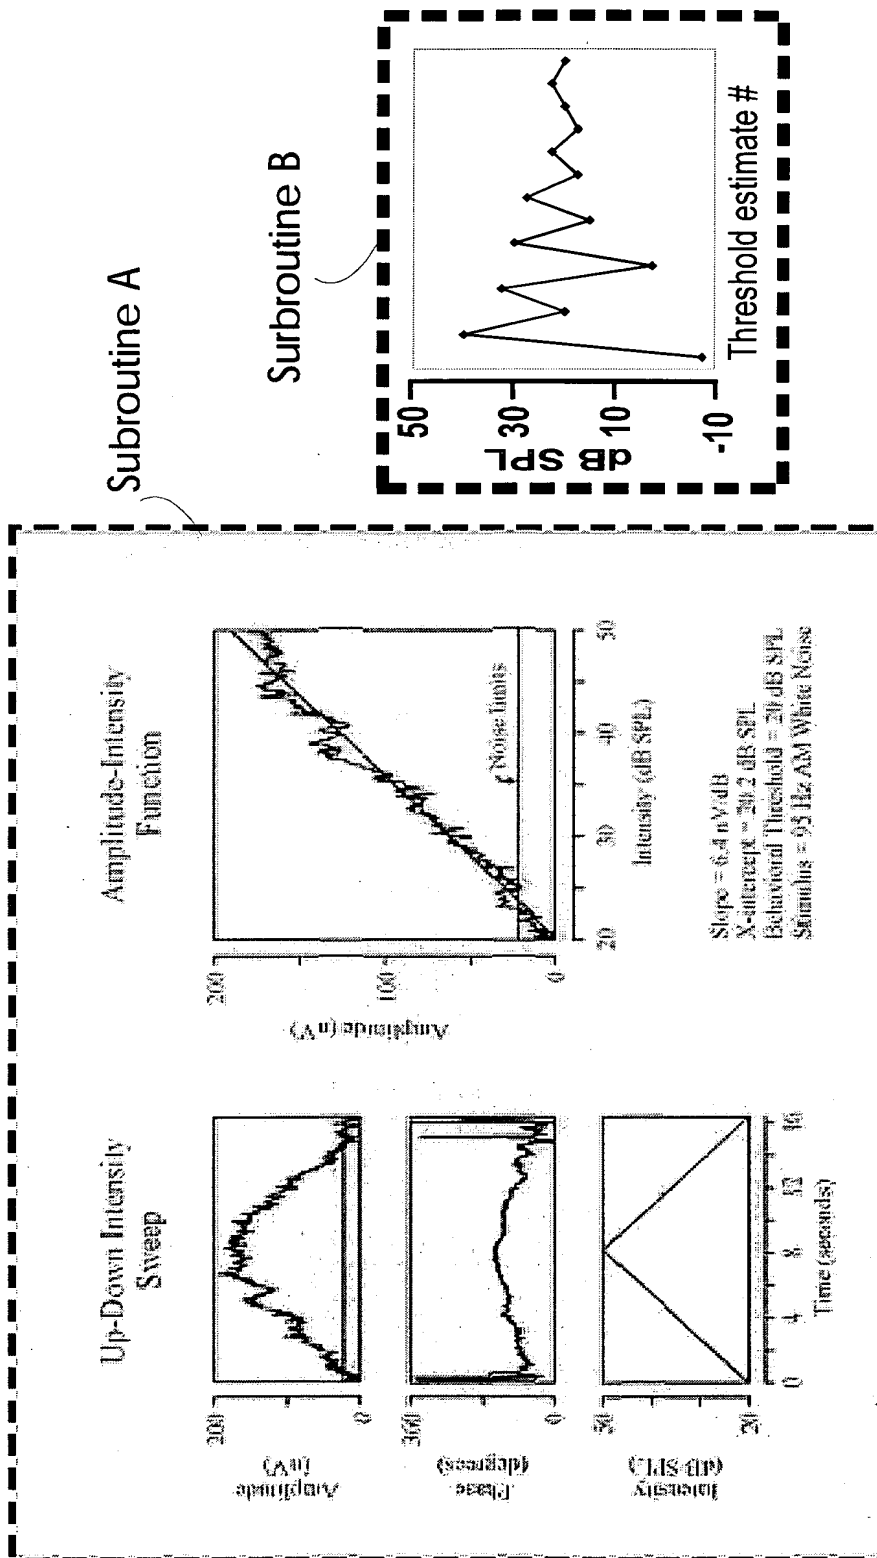 Subroutine A
Up-Down Intensity
Sweep
200
0
Amplitude
(nV)
360
0
Phase
(degrees)
50
20
Intensity
(dB SPL)
0
4
8
12
16
Time (seconds)
Amplitude-Intensity
Function
200
100
0
Amplitude (nV)
Noise limits
20
30
40
50
Intensity (dB SPL)
Slope = 6.4 nV/dB
X-intercept = 20.2 dB SPL
Behavioral Threshold = 20 dB SPL
Stimulus = 95 Hz AM White Noise
Surbroutine B
50
30
10
-10
dB SPL
Threshold estimate #